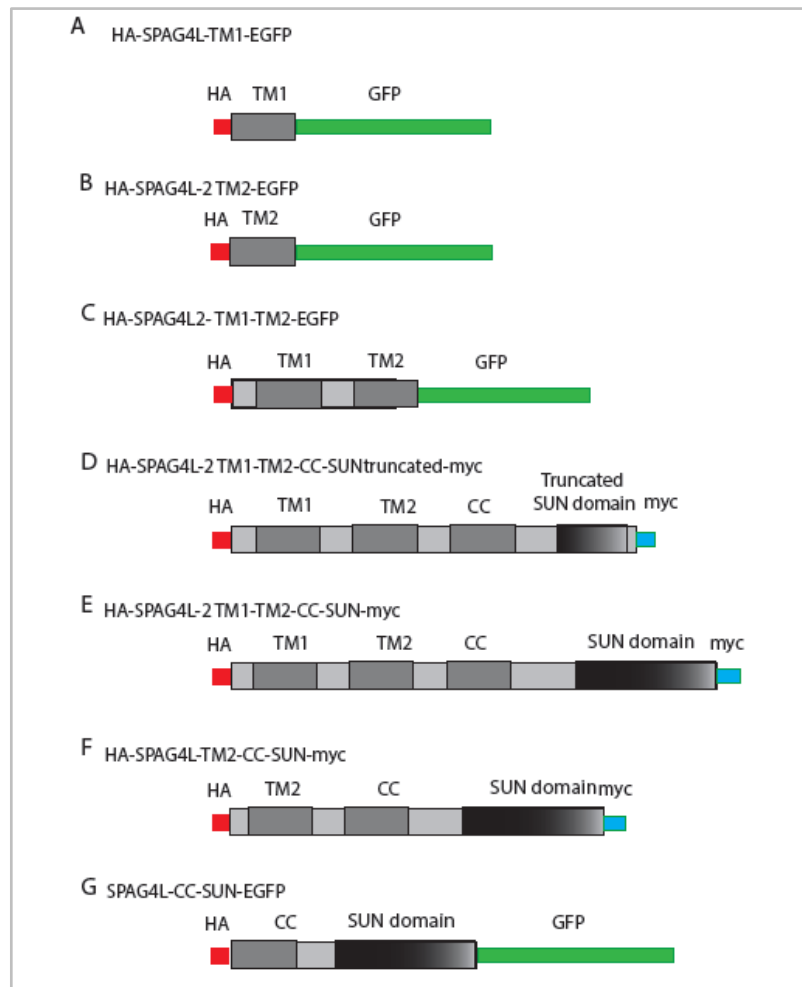 A HA-SPAG4L-TM1-EGFP
HA TM1 GFP
B HA-SPAG4L-2 TM2-EGFP
HA TM2 GFP
C HA-SPAG4L2- TM1-TM2-EGFP
HA TM1 TM2 GFP
D HA-SPAG4L-2 TM1-TM2-CC-SUNtruncated-myc
Truncated
HA TM1 TM2 CC SUN domain myc
E HA-SPAG4L-2 TM1-TM2-CC-SUN-myc
HA TM1 TM2 CC SUN domain myc
F HA-SPAG4L-TM2-CC-SUN-myc
HA TM2 CC SUN domain myc
G SPAG4L-CC-SUN-EGFP
HA CC SUN domain GFP